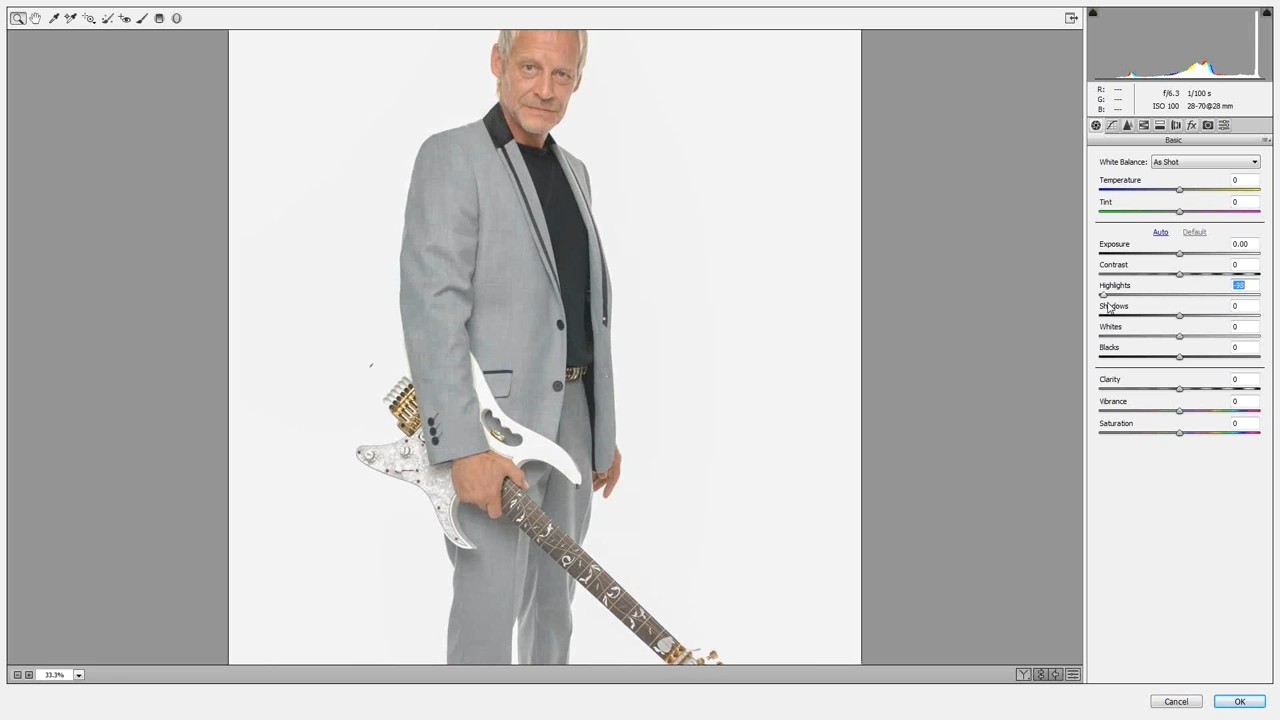 R: ---
G: ---
B: ---
f/6.3 1/100 s
ISO 100 28-70@28 mm
fx
Basic
White Balance: As Shot
Temperature 0
Tint 0
Auto Default
Exposure 0.00
Contrast 0
Highlights
Shadows 0
Whites 0
Blacks 0
Clarity 0
Vibrance 0
Saturation 0
33.3%
Y
Cancel OK